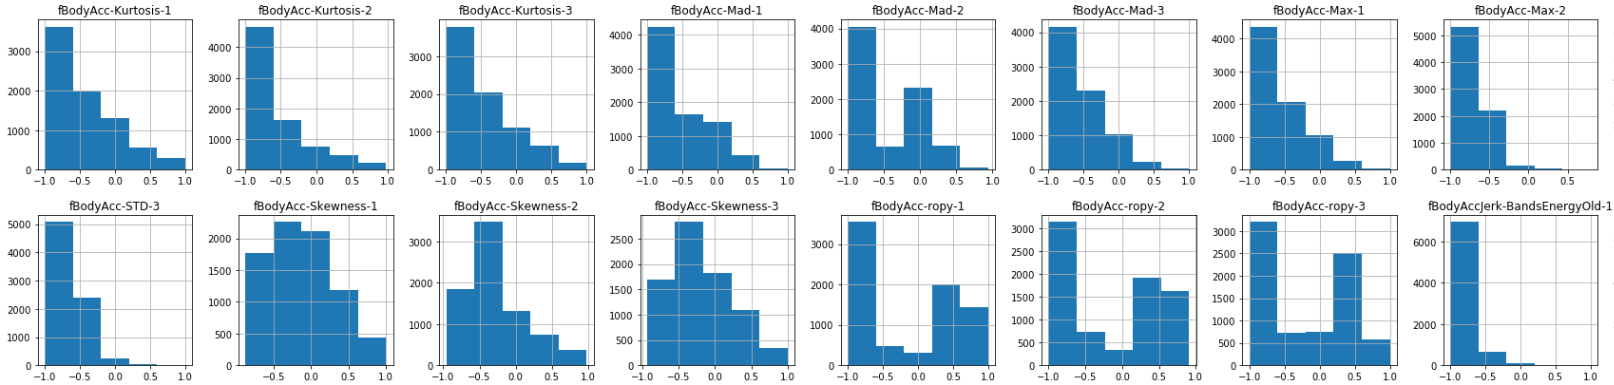 fBodyAcc-Kurtosis-1 fBodyAcc-Kurtosis-2 fBodyAcc-Kurtosis-3 fBodyAcc-Mad-1 fBodyAcc-Mad-2 fBodyAcc-Mad-3 fBodyAcc-Max-1 fBodyAcc-Max-2
3000 2000 1000 0
4000 3000 2000 1000 0
3000 2000 1000 0
4000 3000 2000 1000 0
4000 3000 2000 1000 0
4000 3000 2000 1000 0
4000 3000 2000 1000 0
5000 4000 3000 2000 1000 0
-1.0 -0.5 0.0 0.5 1.0
-1.0 -0.5 0.0 0.5 1.0
-1.0 -0.5 0.0 0.5 1.0
-1.0 -0.5 0.0 0.5 1.0
-1.0 -0.5 0.0 0.5 1.0
-1.0 -0.5 0.0 0.5 1.0
-1.0 -0.5 0.0 0.5 1.0
-1.0 -0.5 0.0 0.5
fBodyAcc-STD-3 fBodyAcc-Skewness-1 fBodyAcc-Skewness-2 fBodyAcc-Skewness-3 fBodyAcc-ropy-1 fBodyAcc-ropy-2 fBodyAcc-ropy-3 fBodyAccJerk-BandsEnergyOld-1
5000 4000 3000 2000 1000 0
2000 1500 1000 500 0
3000 2000 1000 0
2500 2000 1500 1000 500 0
3000 2000 1000 0
3000 2500 2000 1500 1000 500 0
3000 2500 2000 1500 1000 500 0
6000 4000 2000 0
-1.0 -0.5 0.0 0.5 1.0
-0.5 0.0 0.5 1.0
-1.0 -0.5 0.0 0.5 1.0
-0.5 0.0 0.5 1.0
-1.0 -0.5 0.0 0.5 1.0
-1.0 -0.5 0.0 0.5 1.0
-1.0 -0.5 0.0 0.5 1.0
-1.0 -0.5 0.0 0.5 1.0